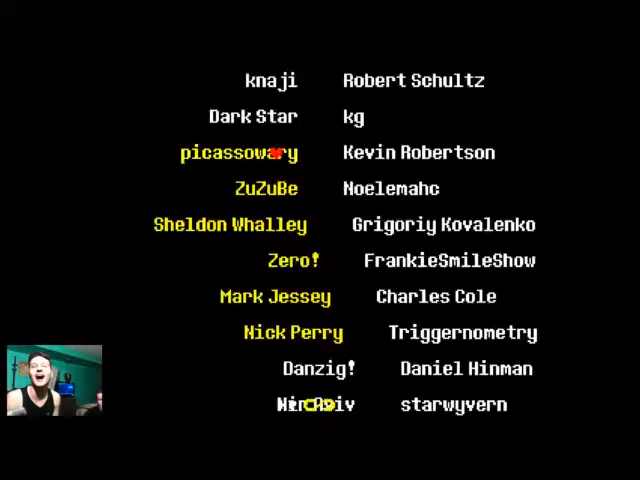 knaji Robert Schultz
Dark Star kg
picassowary Kevin Robertson
ZuZuBe Noelemahc
Sheldon Whalley Grigoriy Kovalenko
Zero! FrankieSmileShow
Mark Jessey Charles Cole
Nick Perry Triggernometry
Danzig! Daniel Hinman
starwyvern